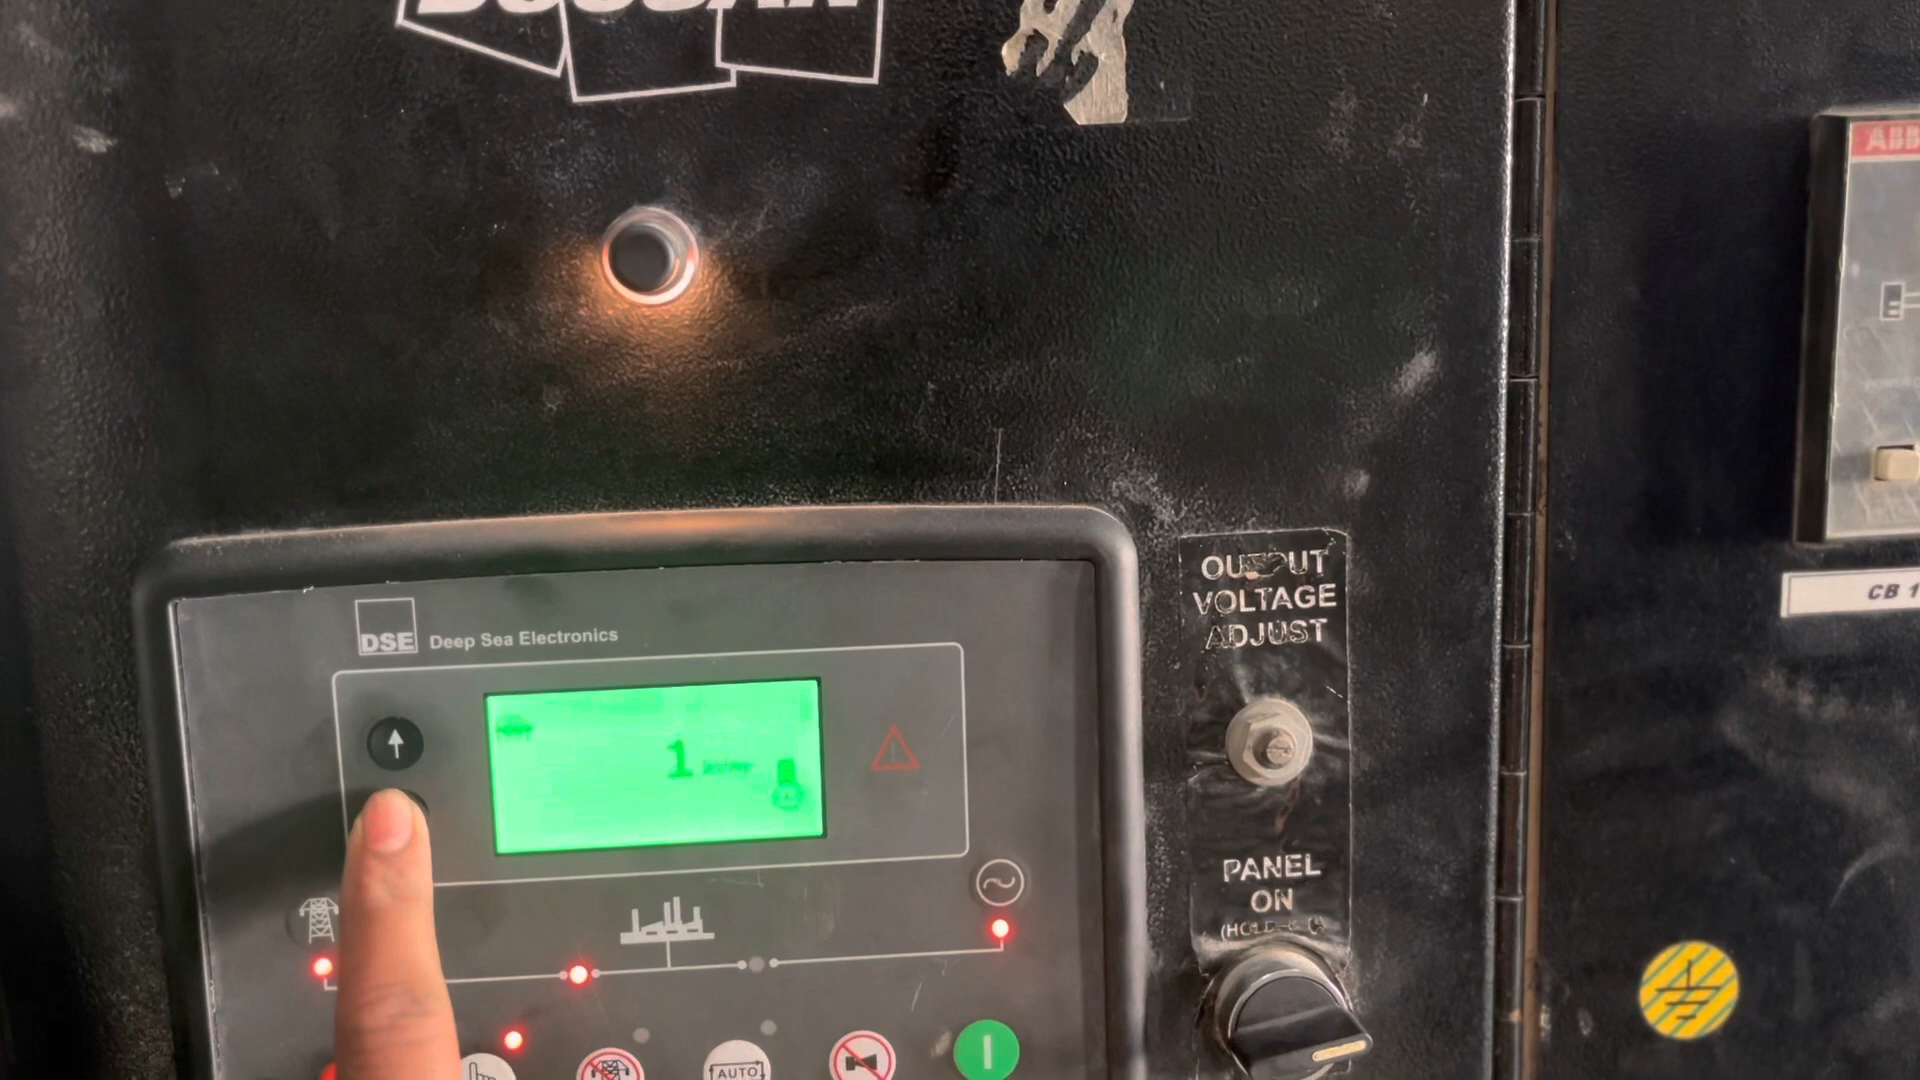 ABB
OUTPUT
VOLTAGE
ADJUST
CB 1
DSE Deep Sea Electronics
1
PANEL
ON
AUTO